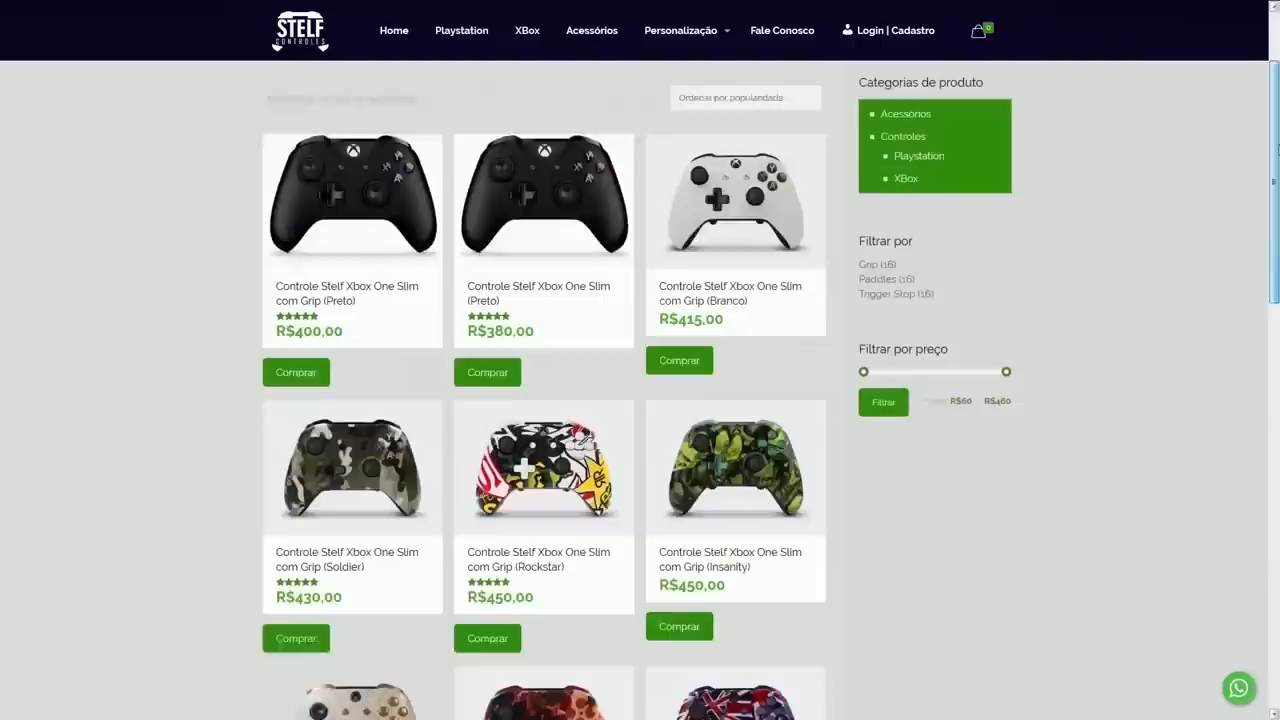 STELF
CONTROLES
Home
Playstation
XBox
Acessórios
Personalização
Fale Conosco
Login | Cadastro
0
Ordenar por popularidade
Categorias de produto
Acessórios
Controles
Playstation
XBox
Controle Stelf Xbox One Slim
com Grip (Preto)
R$400,00
Comprar
Controle Stelf Xbox One Slim
(Preto)
R$380,00
Comprar
Controle Stelf Xbox One Slim
com Grip (Branco)
R$415,00
Comprar
Filtrar por
Grip (16)
Paddles (16)
Trigger Stop (16)
Filtrar por preço
Filtrar
R$60
R$460
Controle Stelf Xbox One Slim
com Grip (Soldier)
R$430,00
Comprar
Controle Stelf Xbox One Slim
com Grip (Rockstar)
R$450,00
Comprar
Controle Stelf Xbox One Slim
com Grip (Insanity)
R$450,00
Comprar